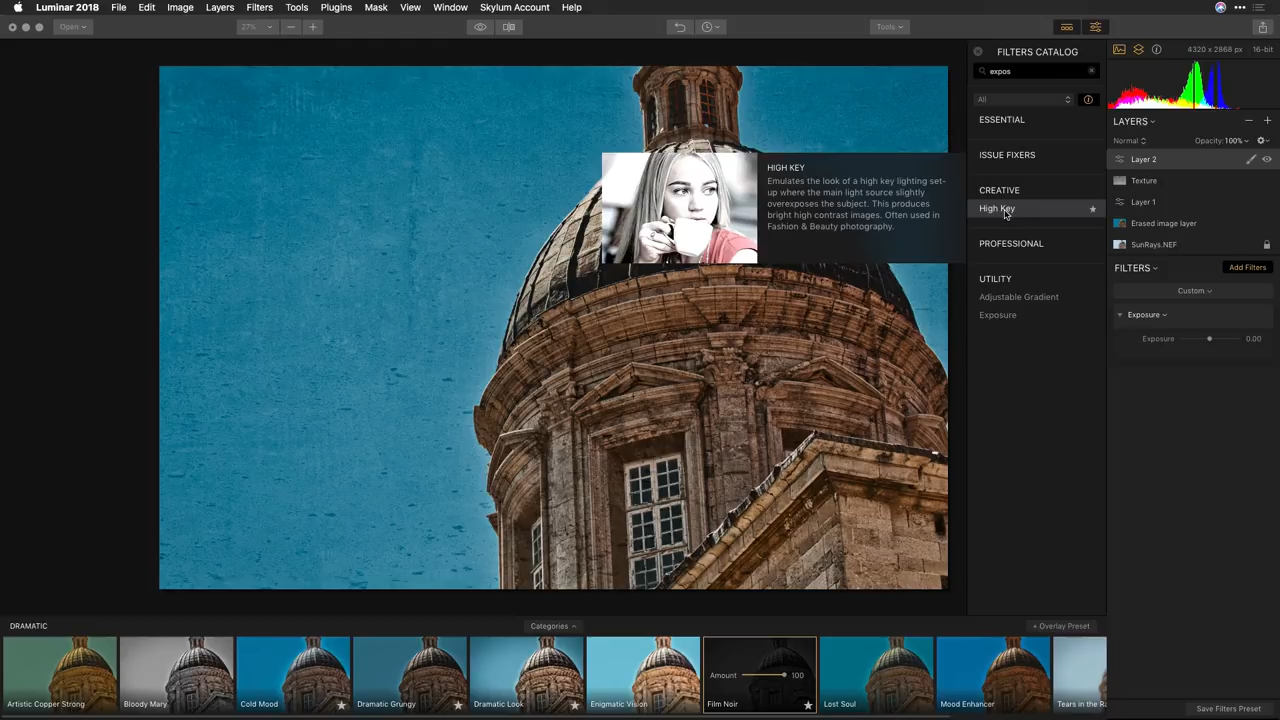 Luminar 2018 File Edit Image Layers Filters Tools Plugins Mask View Window Skylum Account Help
Open 27% Tools
FILTERS CATALOG
expos
All
ESSENTIAL
ISSUE FIXERS
CREATIVE
High Key
PROFESSIONAL
UTILITY
Adjustable Gradient
Exposure
HIGH KEY
Emulates the look of a high key lighting set-
up where the main light source slightly
overexposes the subject. This produces
bright high contrast images. Often used in
Fashion & Beauty photography.
4320 x 2868 px 16-bit
LAYERS
Normal Opacity: 100%
Layer 2
Texture
Layer 1
Erased image layer
SunRays.NEF
FILTERS Add Filters
Custom
Exposure
Exposure 0.00
DRAMATIC Categories + Overlay Preset
Amount 100
Artistic Copper Strong Bloody Mary Cold Mood Dramatic Grungy Dramatic Look Enigmatic Vision Film Noir Lost Soul Mood Enhancer Tears in the Ra
Save Filters Preset